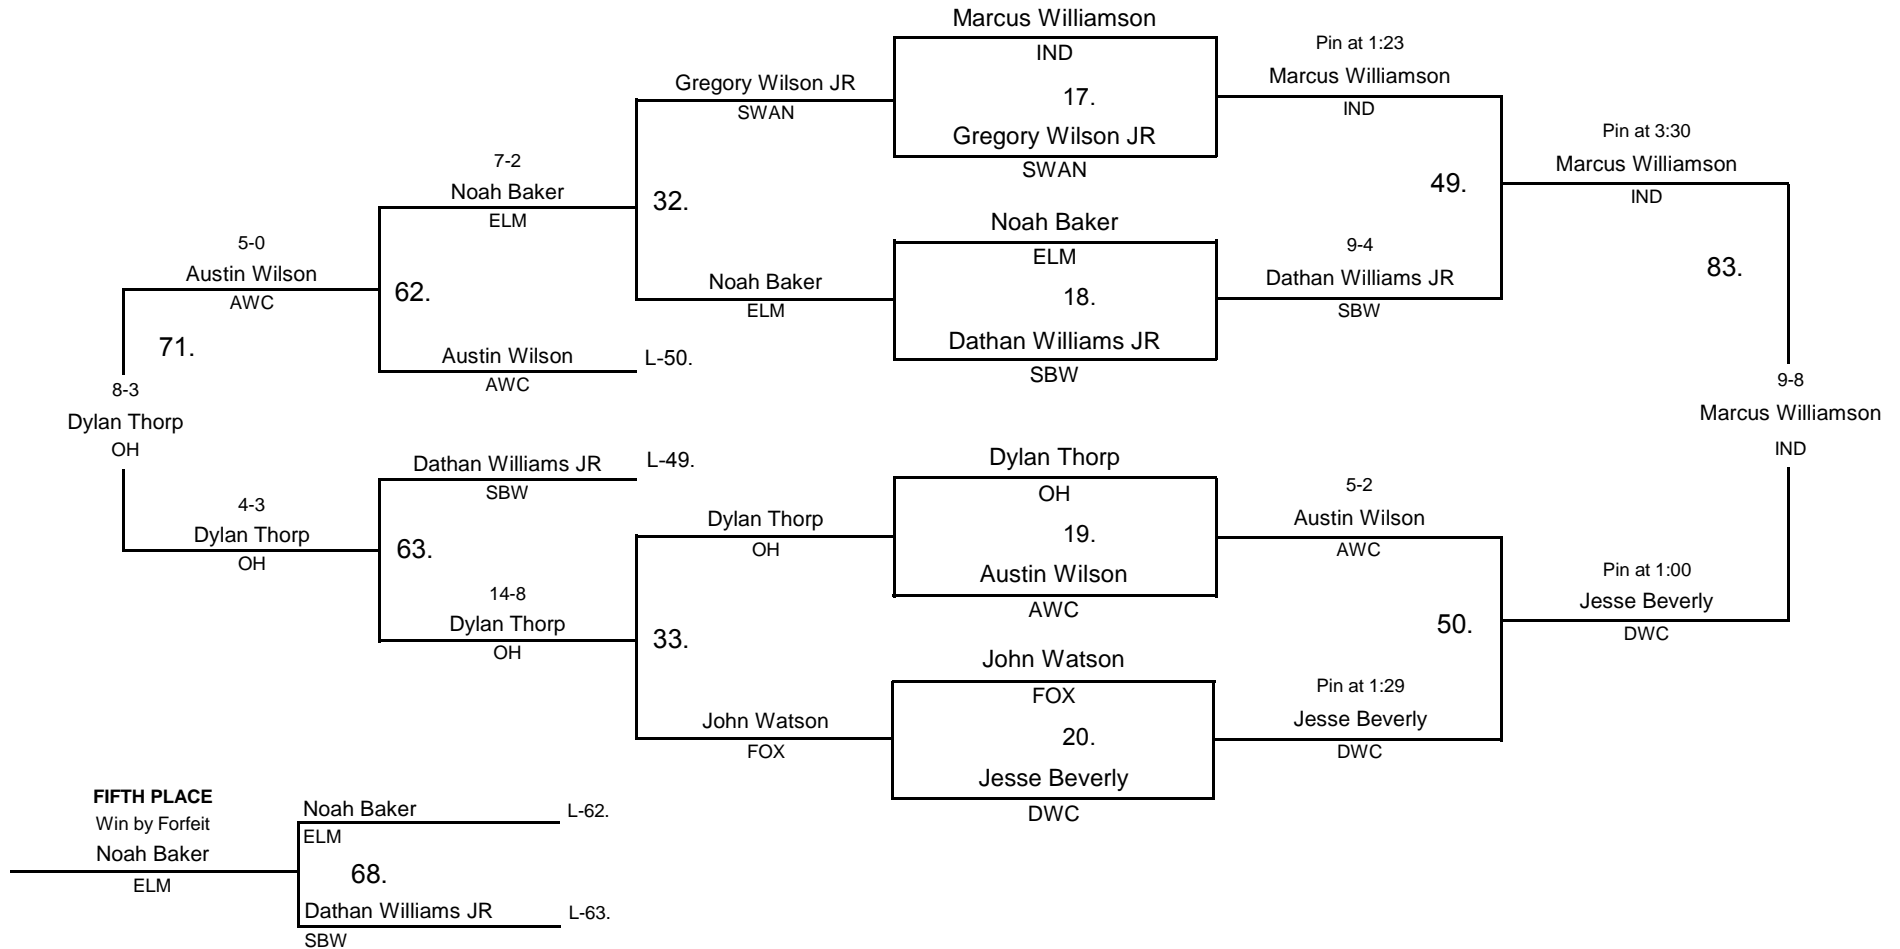 Marcus Williamson
IND
17.
Gregory Wilson JR
SWAN
Noah Baker
ELM
18.
Dathan Williams JR
SBW
Dylan Thorp
OH
19.
Austin Wilson
AWC
John Watson
FOX
20.
Jesse Beverly
DWC
Pin at 1:23
Marcus Williamson
IND
49.
9-4
Dathan Williams JR
SBW
5-2
Austin Wilson
AWC
50.
Pin at 1:29
Jesse Beverly
DWC
Pin at 3:30
Marcus Williamson
IND
83.
Pin at 1:00
Jesse Beverly
DWC
9-8
Marcus Williamson
IND
Gregory Wilson JR
SWAN
32.
Noah Baker
ELM
Dylan Thorp
OH
33.
John Watson
FOX
7-2
Noah Baker
ELM
62.
Austin Wilson
L-50.
AWC
Dathan Williams JR
L-49.
SBW
63.
14-8
Dylan Thorp
OH
5-0
Austin Wilson
AWC
71.
4-3
Dylan Thorp
OH
8-3
Dylan Thorp
OH
FIFTH PLACE
Win by Forfeit
Noah Baker
ELM
Noah Baker
L-62.
ELM
68.
Dathan Williams JR
L-63.
SBW